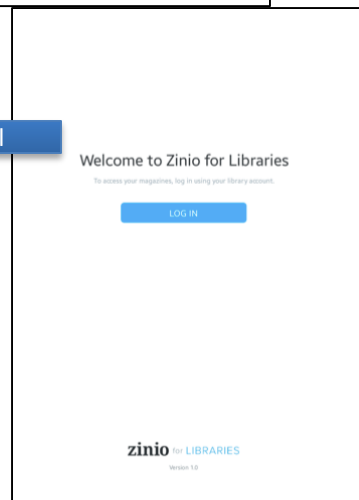 Welcome to Zinio for Libraries
To access your magazines, log in using your library account.
LOG IN
zinio for LIBRARIES
Version 1.0